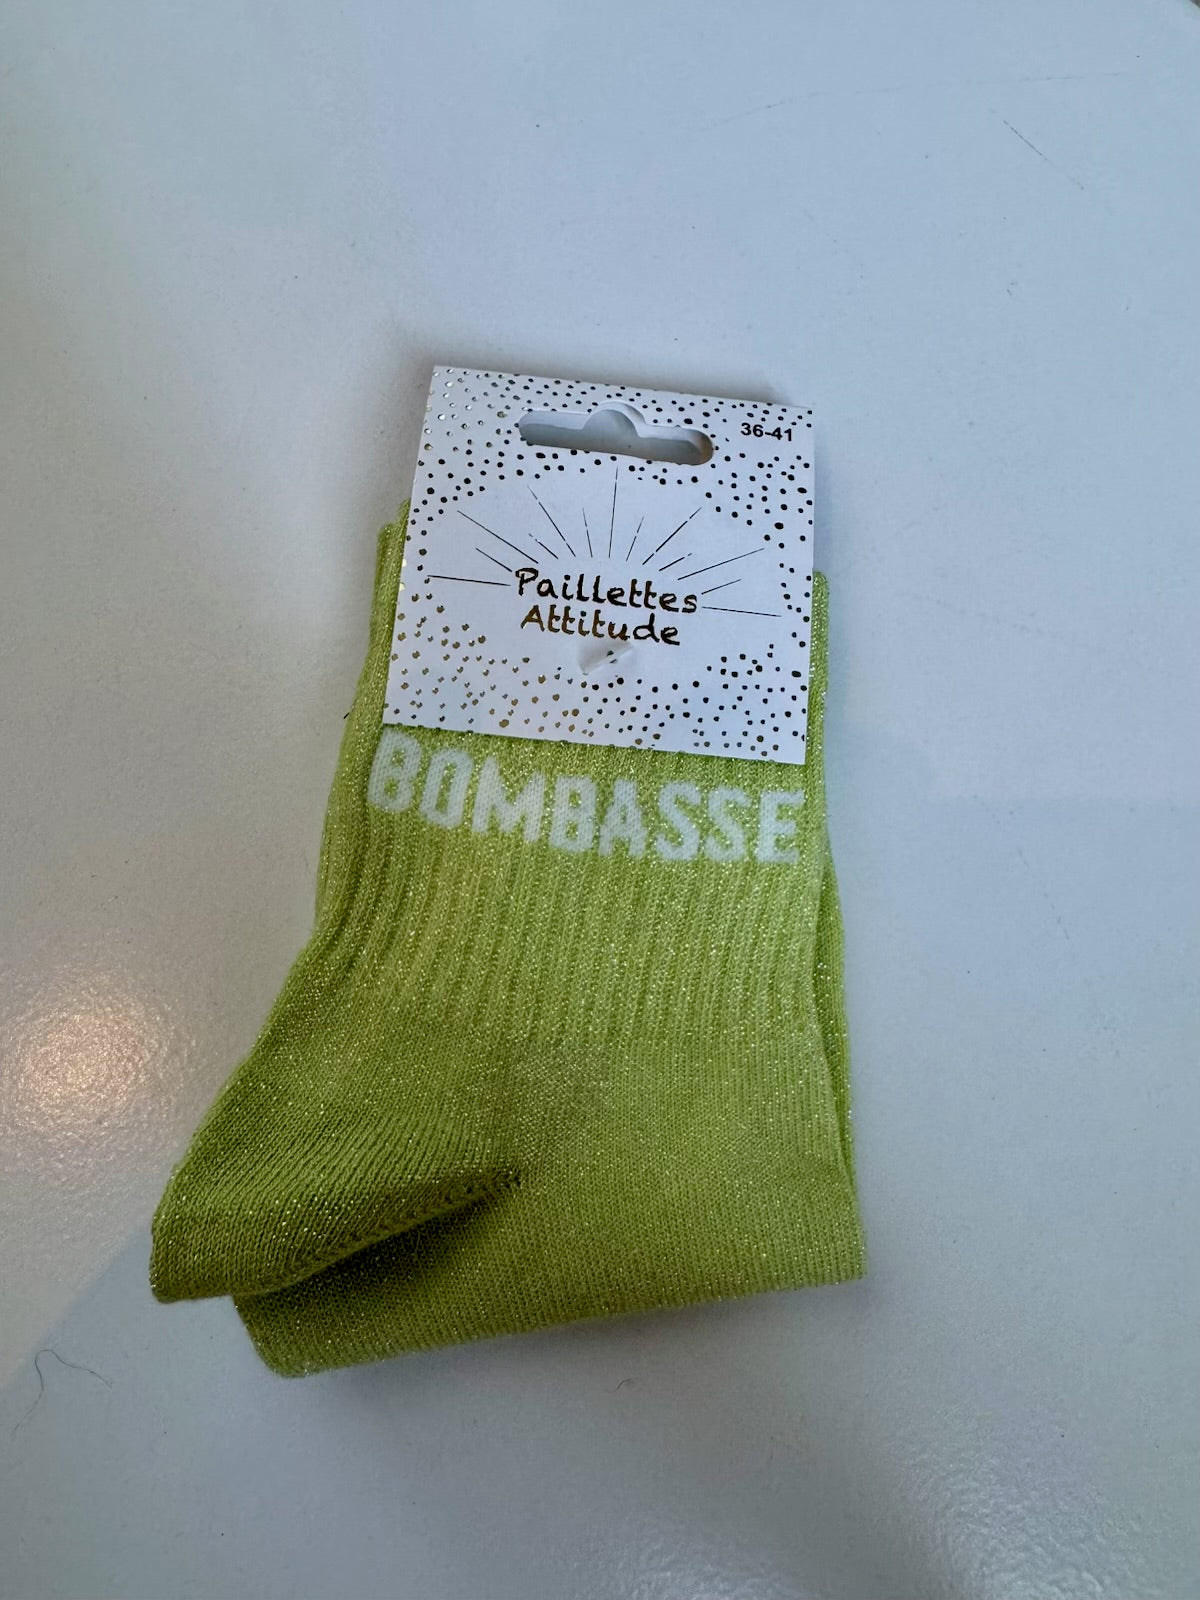 36-41
Paillettes
Attitude
BOMBASSE